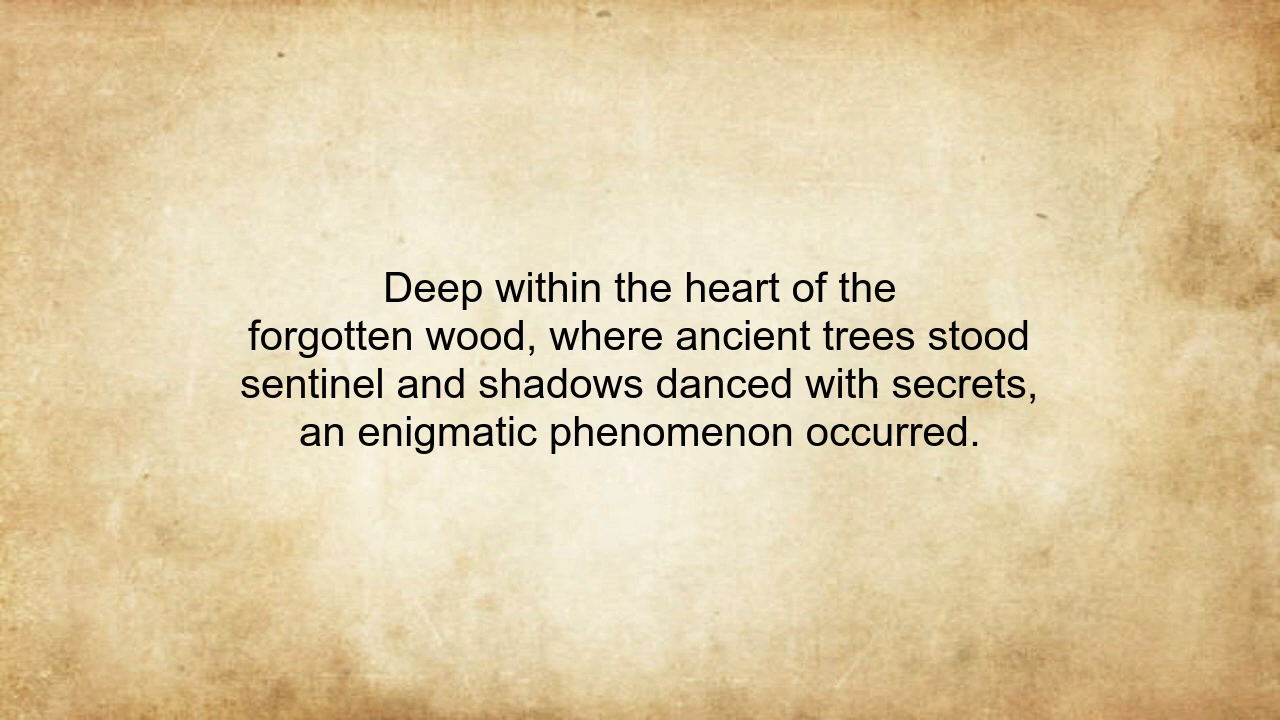 Deep within the heart of the
forgotten wood, where ancient trees stood
sentinel and shadows danced with secrets,
an enigmatic phenomenon occurred.